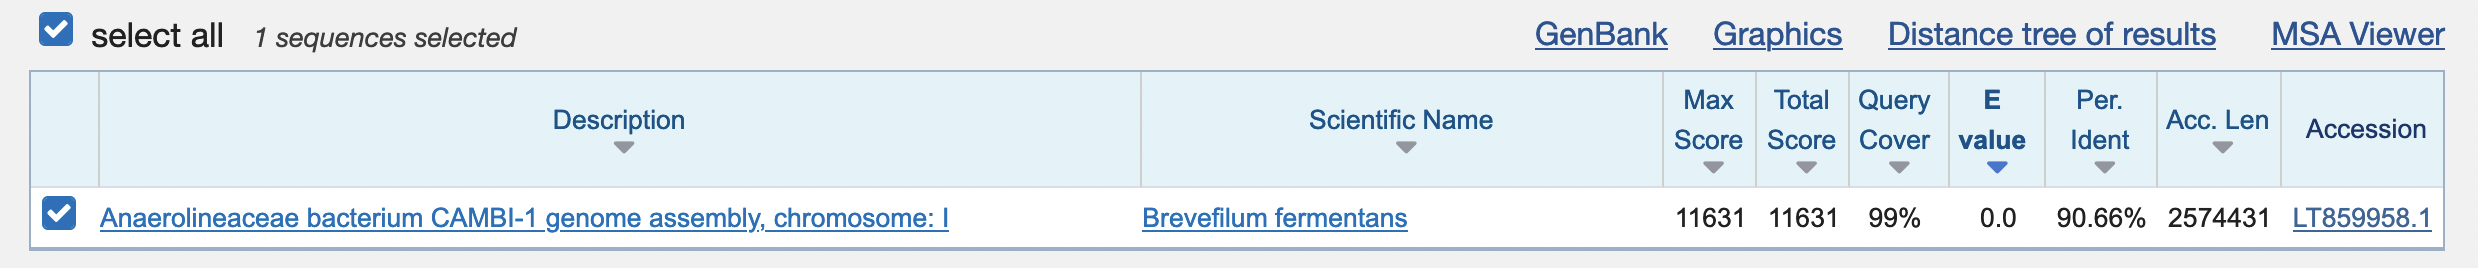 select all 1 sequences selected GenBank Graphics Distance tree of results MSA Viewer
Description Scientific Name Max Score Total Score Query Cover E value Per. Ident Acc. Len Accession
Anaerolineaceae bacterium CAMBI-1 genome assembly, chromosome: I Brevefilum fermentans 11631 11631 99% 0.0 90.66% 2574431 LT859958.1